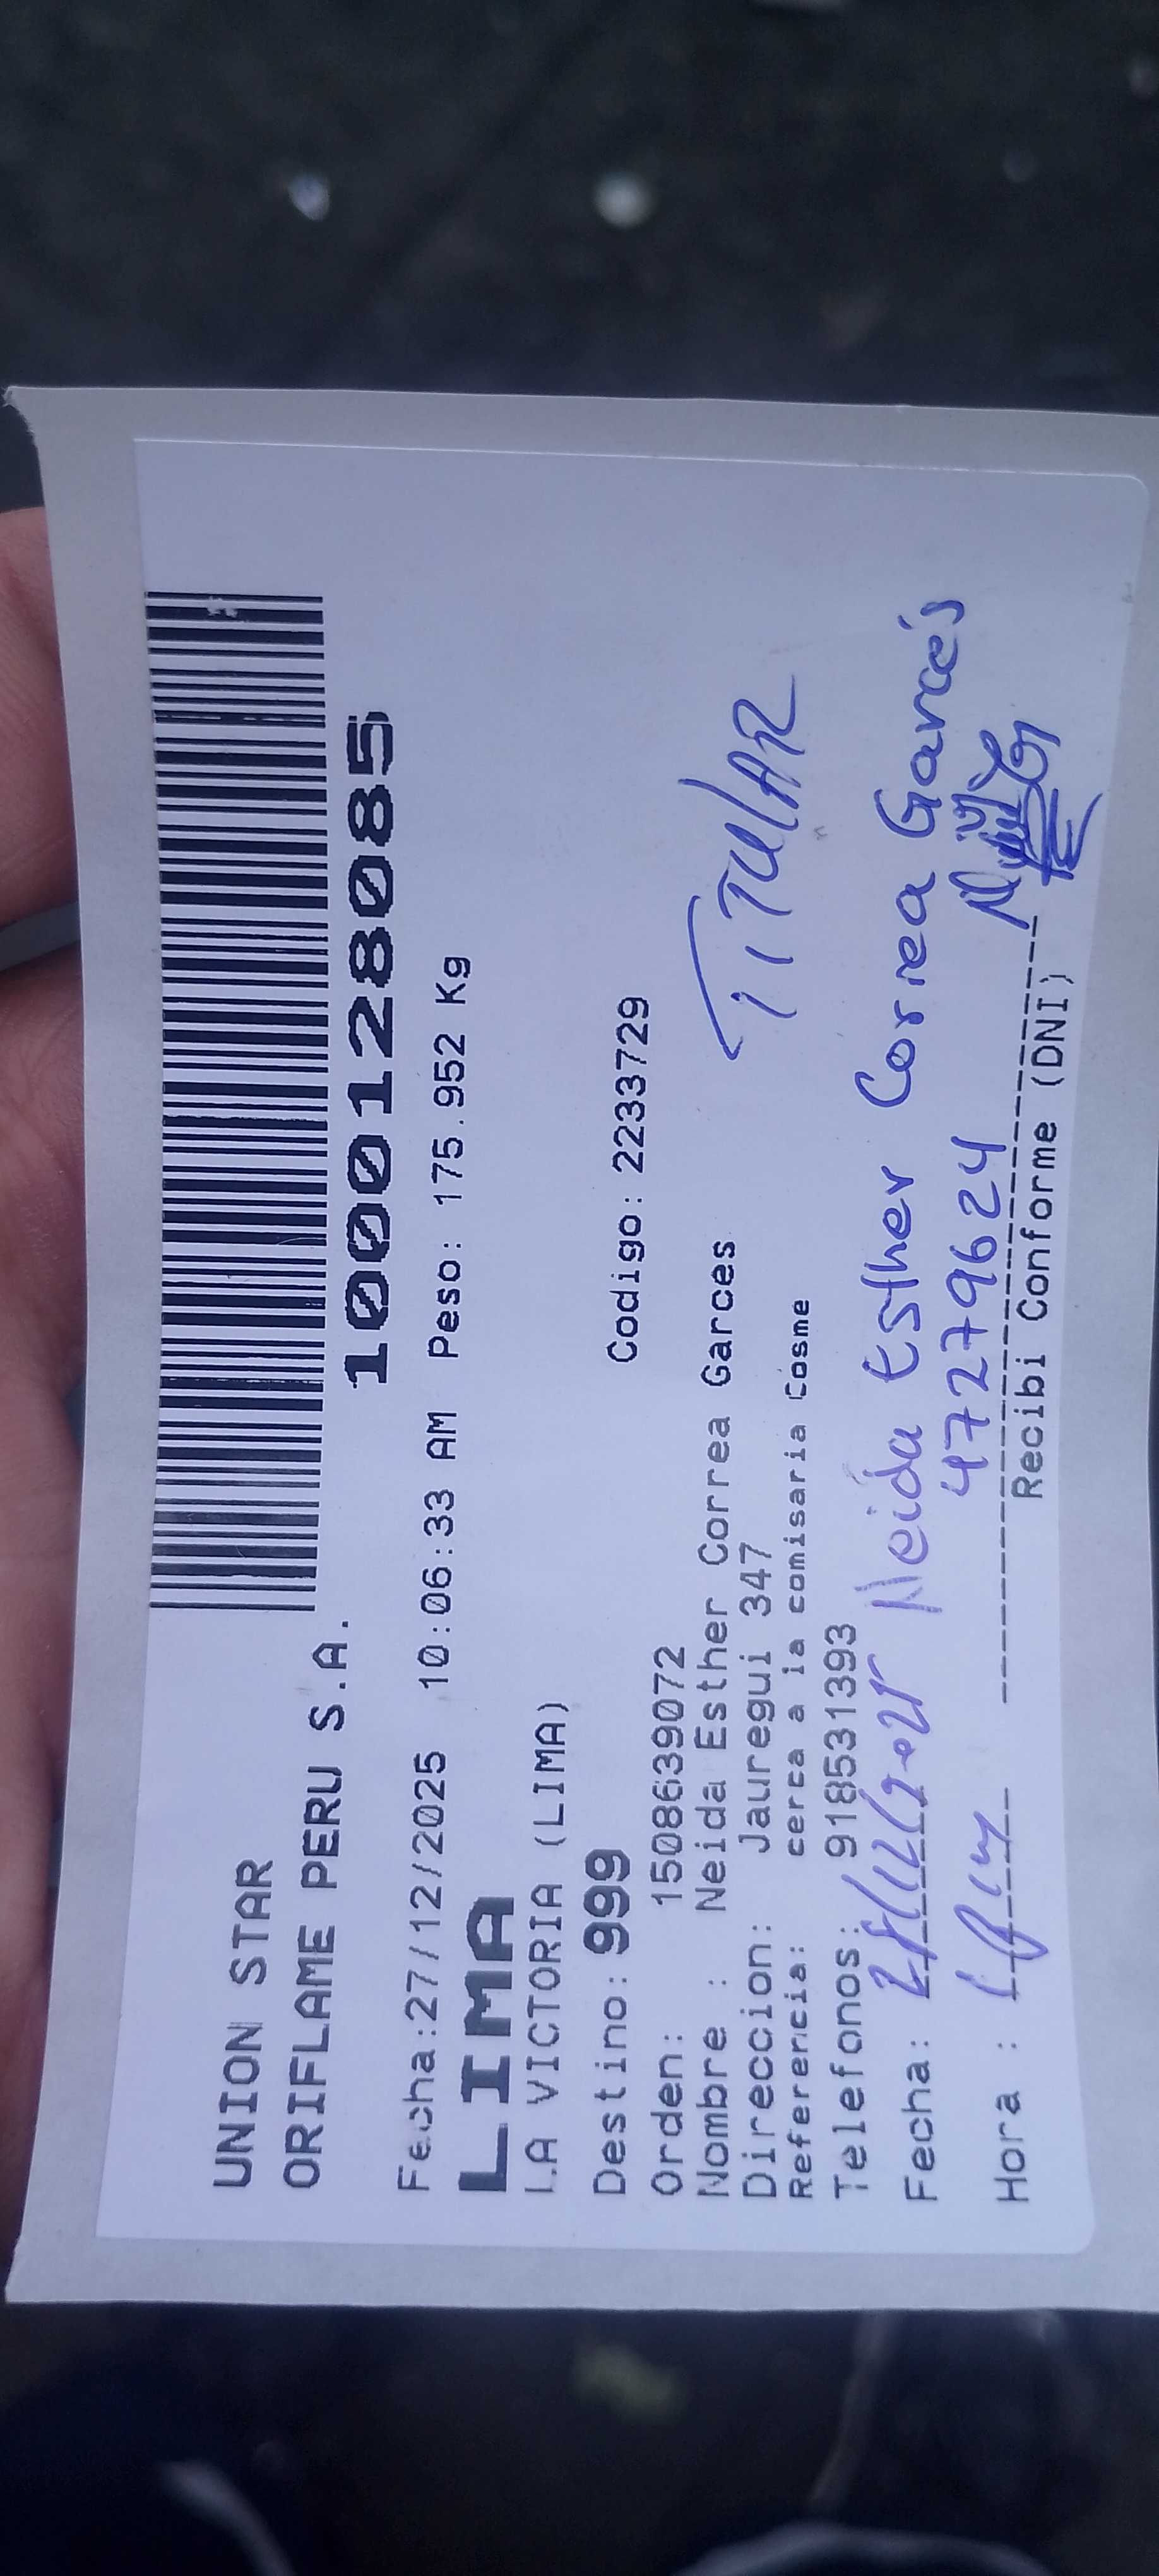 UNION STAR
ORIFLAME PERU S.A.
1000128085
Fecha:27/12/2025 10:06:33 AM Peso: 175.952 Kg
LIMA
LA VICTORIA (LIMA)
Destino: 999 Codigo: 2233729
Orden: 1508639072
Nombre : Neida Esther Correa Garces
TITULAR
Direccion: Jauregui 347
Referencia: cerca a la comisaria Cosme
Telefonos: 918531393
Fecha:
Neida Esther Correa Garcés
47279624
Hora :
Recibi Conforme (DNI)